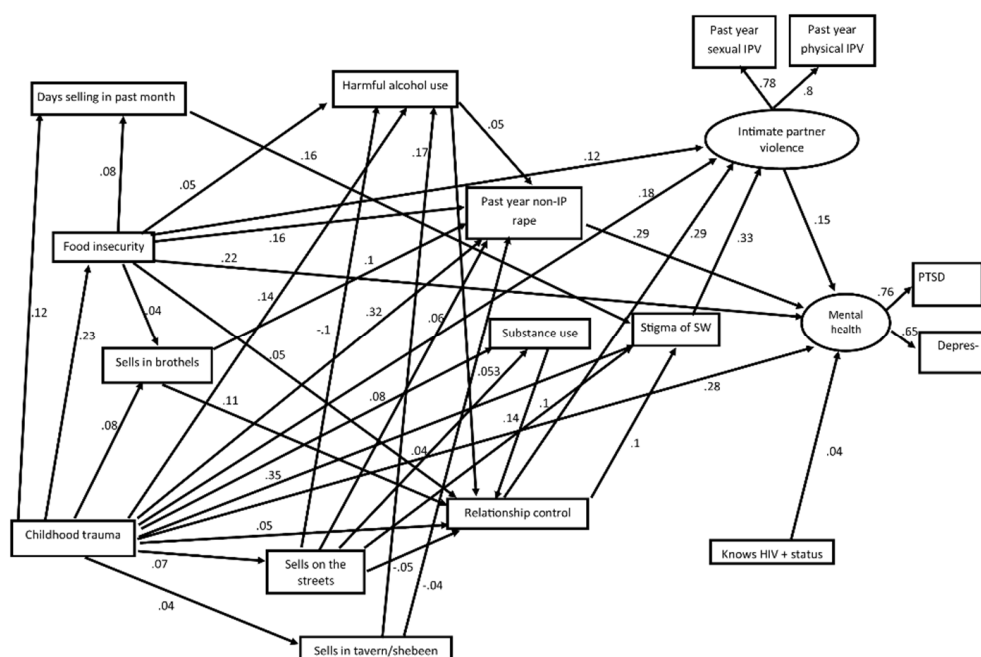 Past year
sexual IPV
Past year
physical IPV
.78
.8
Days selling in past month
Harmful alcohol use
.05
Intimate partner
violence
.16
.17
.12
.08
.05
.18
Past year non-IP
rape
.15
Food insecurity
.16
.29
.29
.33
.22
.1
PTSD
.76
.14
.04
.12
.23
.32
.06
-.1
Substance use
Stigma of SW
Mental
health
.65
Depres-
Sells in brothels
.05
.053
.08
.11
.1
.28
.08
.14
.1
.04
.04
.35
Relationship control
Childhood trauma
.05
Knows HIV + status
.07
Sells on the
streets
-.05
-.04
.04
Sells in tavern/shebeen